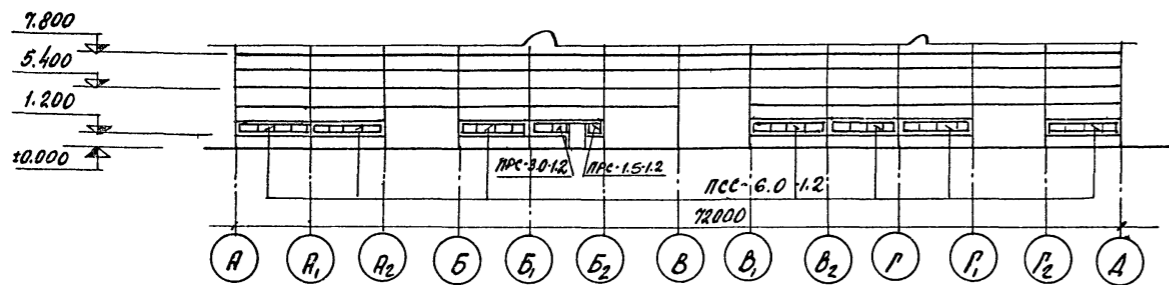 7.800
5.400
1.200
±0.000
ПРС-3.0-1.2 ПРС-1.5-1.2
ПСС-6.0-1.2
72000
А А₁ А₂ Б Б₁ Б₂ В В₁ В₂ Г Г₁ Г₂ Д